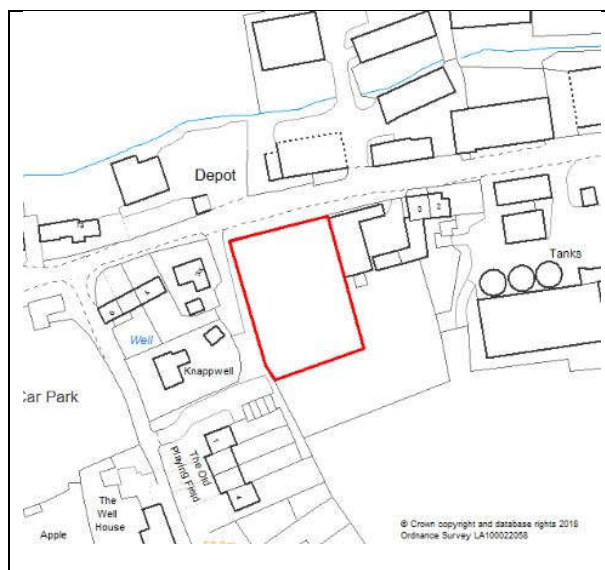 Depot
Tanks
Well
Knappwell
Car Park
The Old
Playing Field
The
Well
House
Apple
© Crown copyright and database rights 2018
Ordnance Survey LA100022058